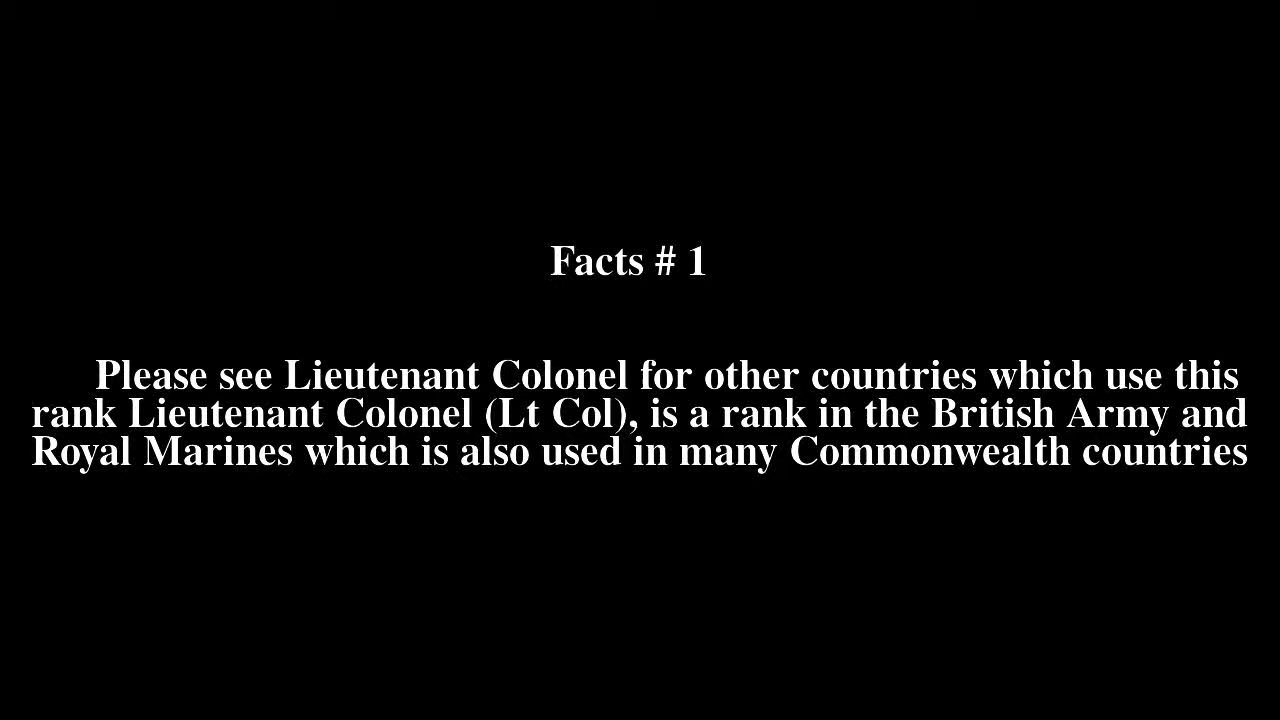 Facts # 1
Please see Lieutenant Colonel for other countries which use this
rank Lieutenant Colonel (Lt Col), is a rank in the British Army and
Royal Marines which is also used in many Commonwealth countries